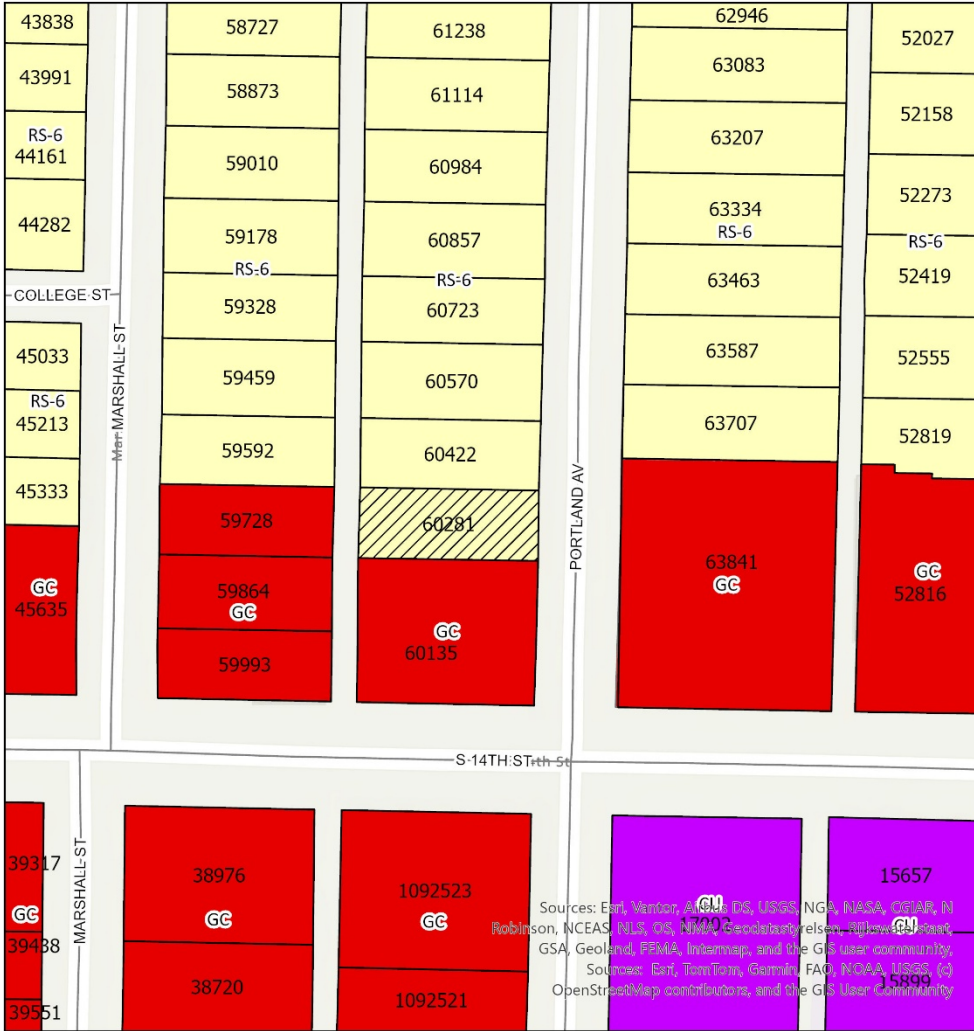 43838
43991
RS-6
44161
44282
COLLEGE ST
45033
RS-6
45213
45333
GC
45635
MARSHALL ST
58727
58873
59010
59178
RS-6
59328
59459
59592
59728
59864
GC
59993
61238
61114
60984
60857
RS-6
60723
60570
60422
60281
GC
60135
PORTLAND AV
62946
63083
63207
63334
RS-6
63463
63587
63707
63841
GC
52027
52158
52273
RS-6
52419
52555
52819
GC
52816
S 14TH ST
39317
GC
39438
39551
MARSHALL ST
38976
GC
38720
1092523
GC
1092521
CU
17092
15657
CU
15899
Sources: Esri, Vantor, Airbus DS, USGS, NGA, NASA, CGIAR, N
Robinson, NCEAS, NLS, OS, NMA, Geodatastyrelsen, Rijkswaterstaat,
GSA, Geoland, FEMA, Intermap, and the GIS user community,
Sources: Esri, TomTom, Garmin, FAO, NOAA, USGS, (c)
OpenStreetMap contributors, and the GIS User Community